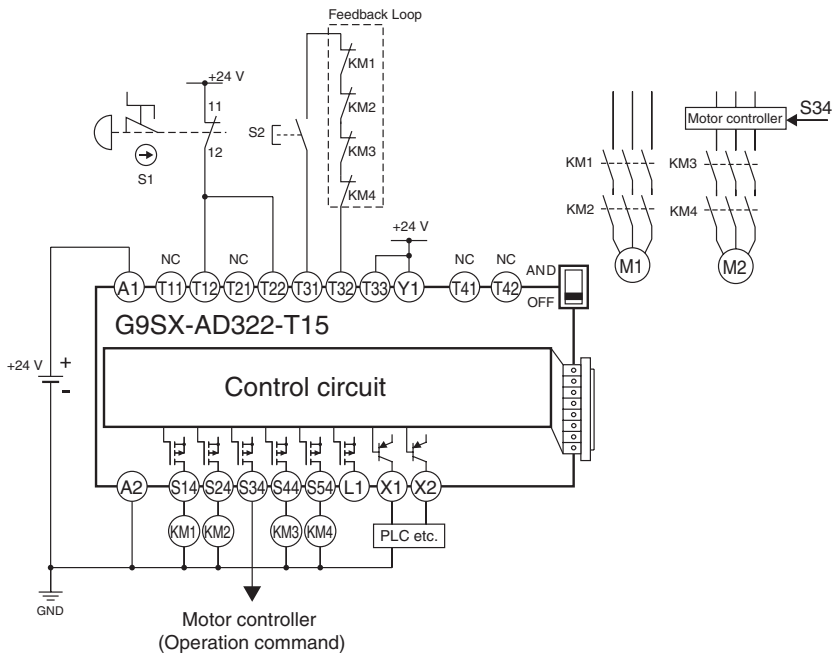 Feedback Loop
+24 V
11
12
S1
S2
KM1
KM2
KM3
KM4
+24 V
Motor controller
S34
KM1
KM3
KM2
KM4
M1
M2
NC
NC
NC
NC
AND
OFF
A1
T11
T12
T21
T22
T31
T32
T33
Y1
T41
T42
G9SX-AD322-T15
+24 V
+
-
Control circuit
A2
S14
S24
S34
S44
S54
L1
X1
X2
KM1
KM2
KM3
KM4
PLC etc.
GND
Motor controller
(Operation command)